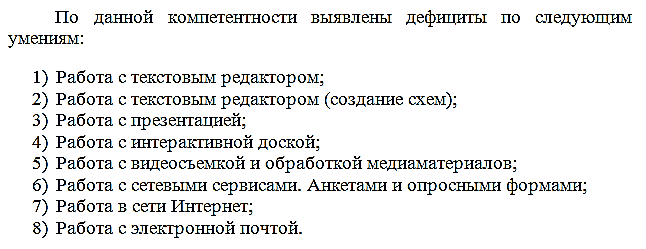 По данной компетентности выявлены дефициты по следующим
умениям:
1) Работа с текстовым редактором;
2) Работа с текстовым редактором (создание схем);
3) Работа с презентацией;
4) Работа с интерактивной доской;
5) Работа с видеосъемкой и обработкой медиаматериалов;
6) Работа с сетевыми сервисами. Анкетами и опросными формами;
7) Работа в сети Интернет;
8) Работа с электронной почтой.